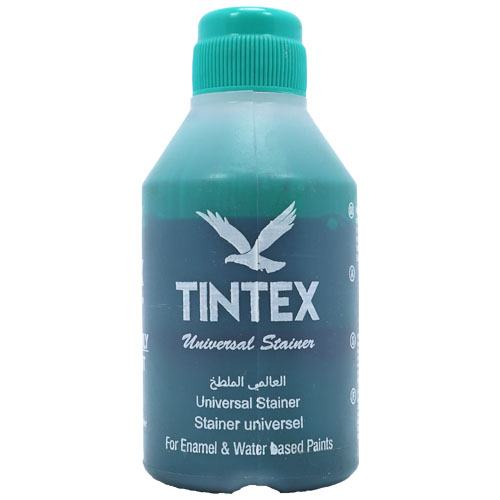 TINTEX
Universal Stainer
العالمي الملطخ
Universal Stainer
Stainer universel
For Enamel & Water based Paints